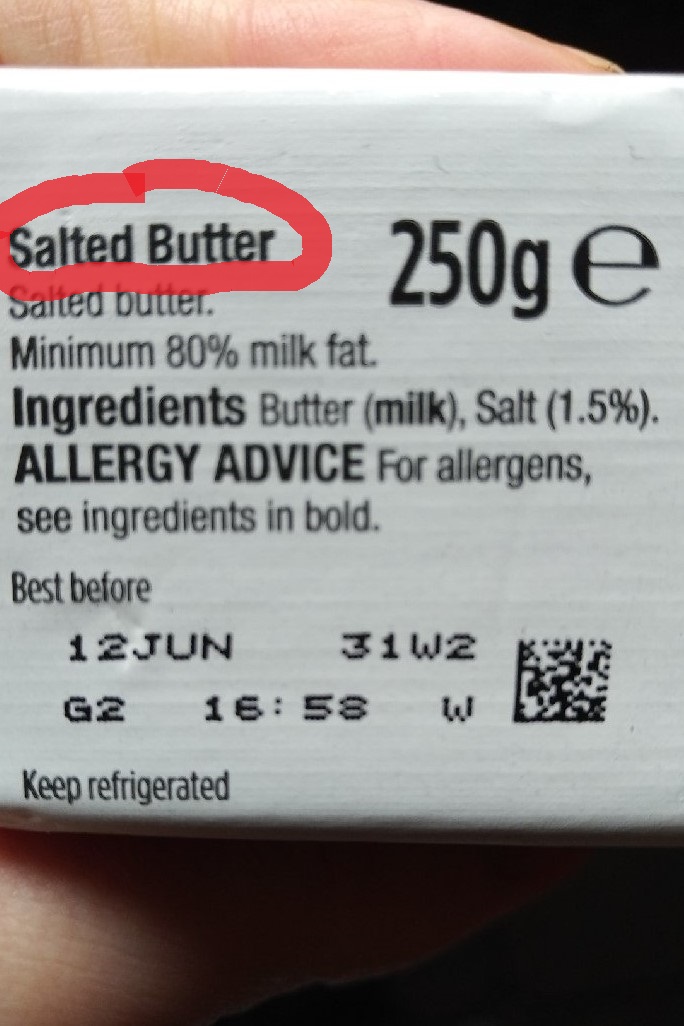 Salted Butter
250g ℮
Salted butter.
Minimum 80% milk fat.
Ingredients Butter (milk), Salt (1.5%).
ALLERGY ADVICE For allergens,
see ingredients in bold.
Best before
12JUN 31W2
G2 16:58 W
Keep refrigerated